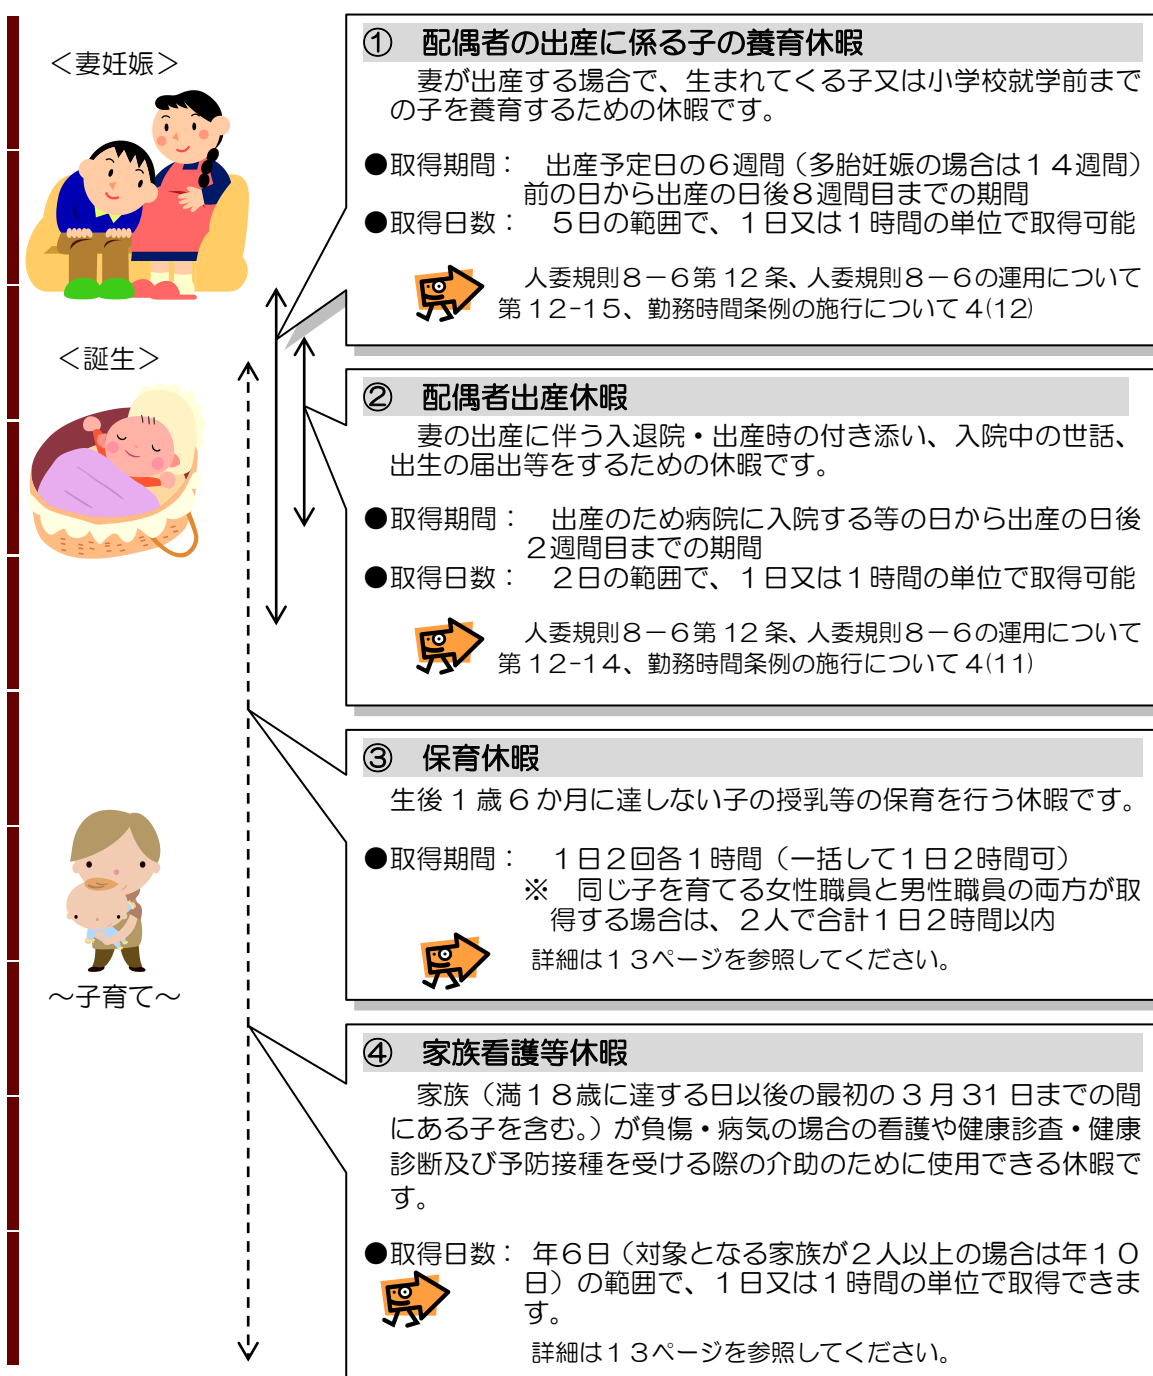 ＜妻妊娠＞
① 配偶者の出産に係る子の養育休暇
妻が出産する場合で、生まれてくる子又は小学校就学前まで
の子を養育するための休暇です。
●取得期間： 出産予定日の６週間（多胎妊娠の場合は１４週間）
前の日から出産の日後８週間目までの期間
●取得日数： ５日の範囲で、１日又は１時間の単位で取得可能
人委規則８－６第 12 条、人委規則８－６の運用について
第 12-15、勤務時間条例の施行について 4(12)
＜誕生＞
② 配偶者出産休暇
妻の出産に伴う入退院・出産時の付き添い、入院中の世話、
出生の届出等をするための休暇です。
●取得期間： 出産のため病院に入院する等の日から出産の日後
２週間目までの期間
●取得日数： ２日の範囲で、１日又は１時間の単位で取得可能
人委規則８－６第 12 条、人委規則８－６の運用について
第 12-14、勤務時間条例の施行について 4(11)
③ 保育休暇
生後 1 歳 6 か月に達しない子の授乳等の保育を行う休暇です。
●取得期間： １日２回各１時間（一括して１日２時間可）
※ 同じ子を育てる女性職員と男性職員の両方が取
得する場合は、２人で合計１日２時間以内
詳細は１３ページを参照してください。
～子育て～
④ 家族看護等休暇
家族（満１８歳に達する日以後の最初の 3 月 31 日までの間
にある子を含む。）が負傷・病気の場合の看護や健康診査・健康
診断及び予防接種を受ける際の介助のために使用できる休暇で
す。
●取得日数： 年６日（対象となる家族が２人以上の場合は年１０
日）の範囲で、１日又は１時間の単位で取得できま
す。
詳細は１３ページを参照してください。